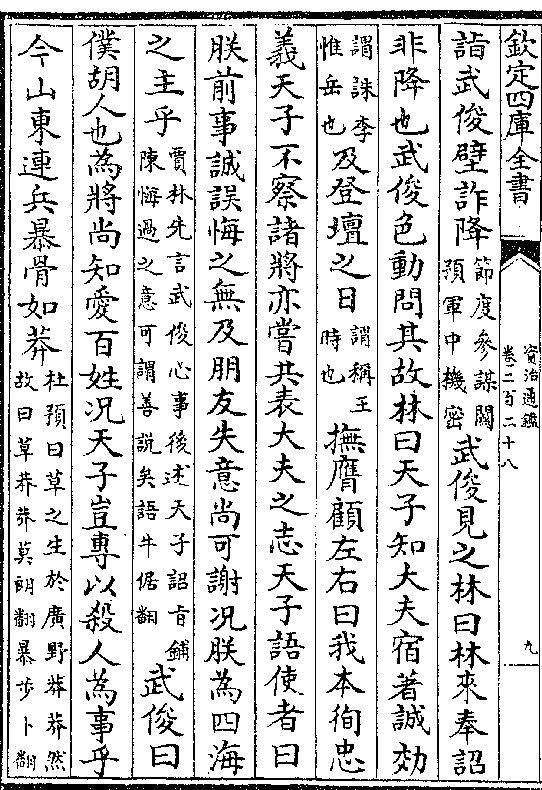 欽定四庫全書
資治通鑑
卷二百二十八
九
詣武俊壁詐降
節度參謀闗
預軍中機密
武俊見之林曰林來奉詔
非降也武俊色動問其故林曰天子知大夫宿著誠効
謂誅李
惟岳也
及登壇之日
謂稱王
時也
撫膺顧左右曰我本徇忠
義天子不察諸將亦嘗共表大夫之志天子語使者曰
朕前事誠誤悔之無及朋友失意尚可謝况朕為四海
之主乎
賈林先言武俊心事後述天子詔旨鋪
陳悔過之意可謂善說矣語牛倨翻
武俊曰
僕胡人也為將尚知愛百姓况天子豈專以殺人為事乎
今山東連兵暴骨如莽
杜預曰草之生於廣野莽莽然
故曰草莽莽莫朗翻暴步卜翻